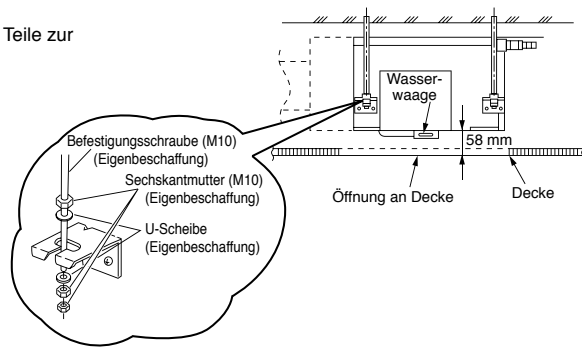 Teile zur
Wasser-
waage
58 mm
Befestigungsschraube (M10)
(Eigenbeschaffung)
Sechskantmutter (M10)
(Eigenbeschaffung)
U-Scheibe
(Eigenbeschaffung)
Öffnung an Decke
Decke